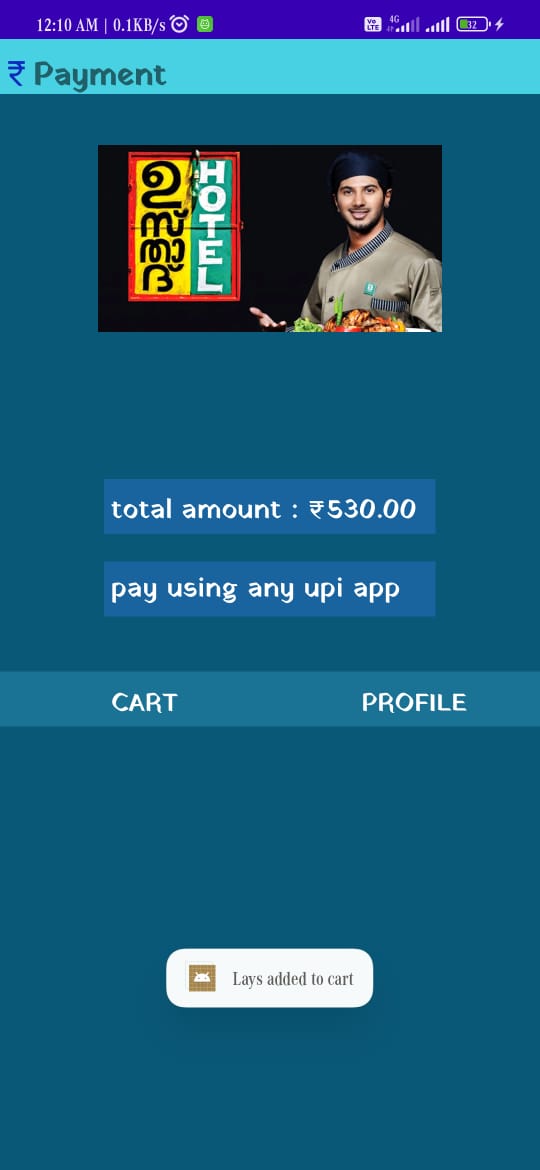 12:10 AM | 0.1KB/s
Vo LTE
4G
32
₹ Payment
ഉസ്താദ്
HOTEL
total amount : ₹530.00
pay using any upi app
CART PROFILE
Lays added to cart